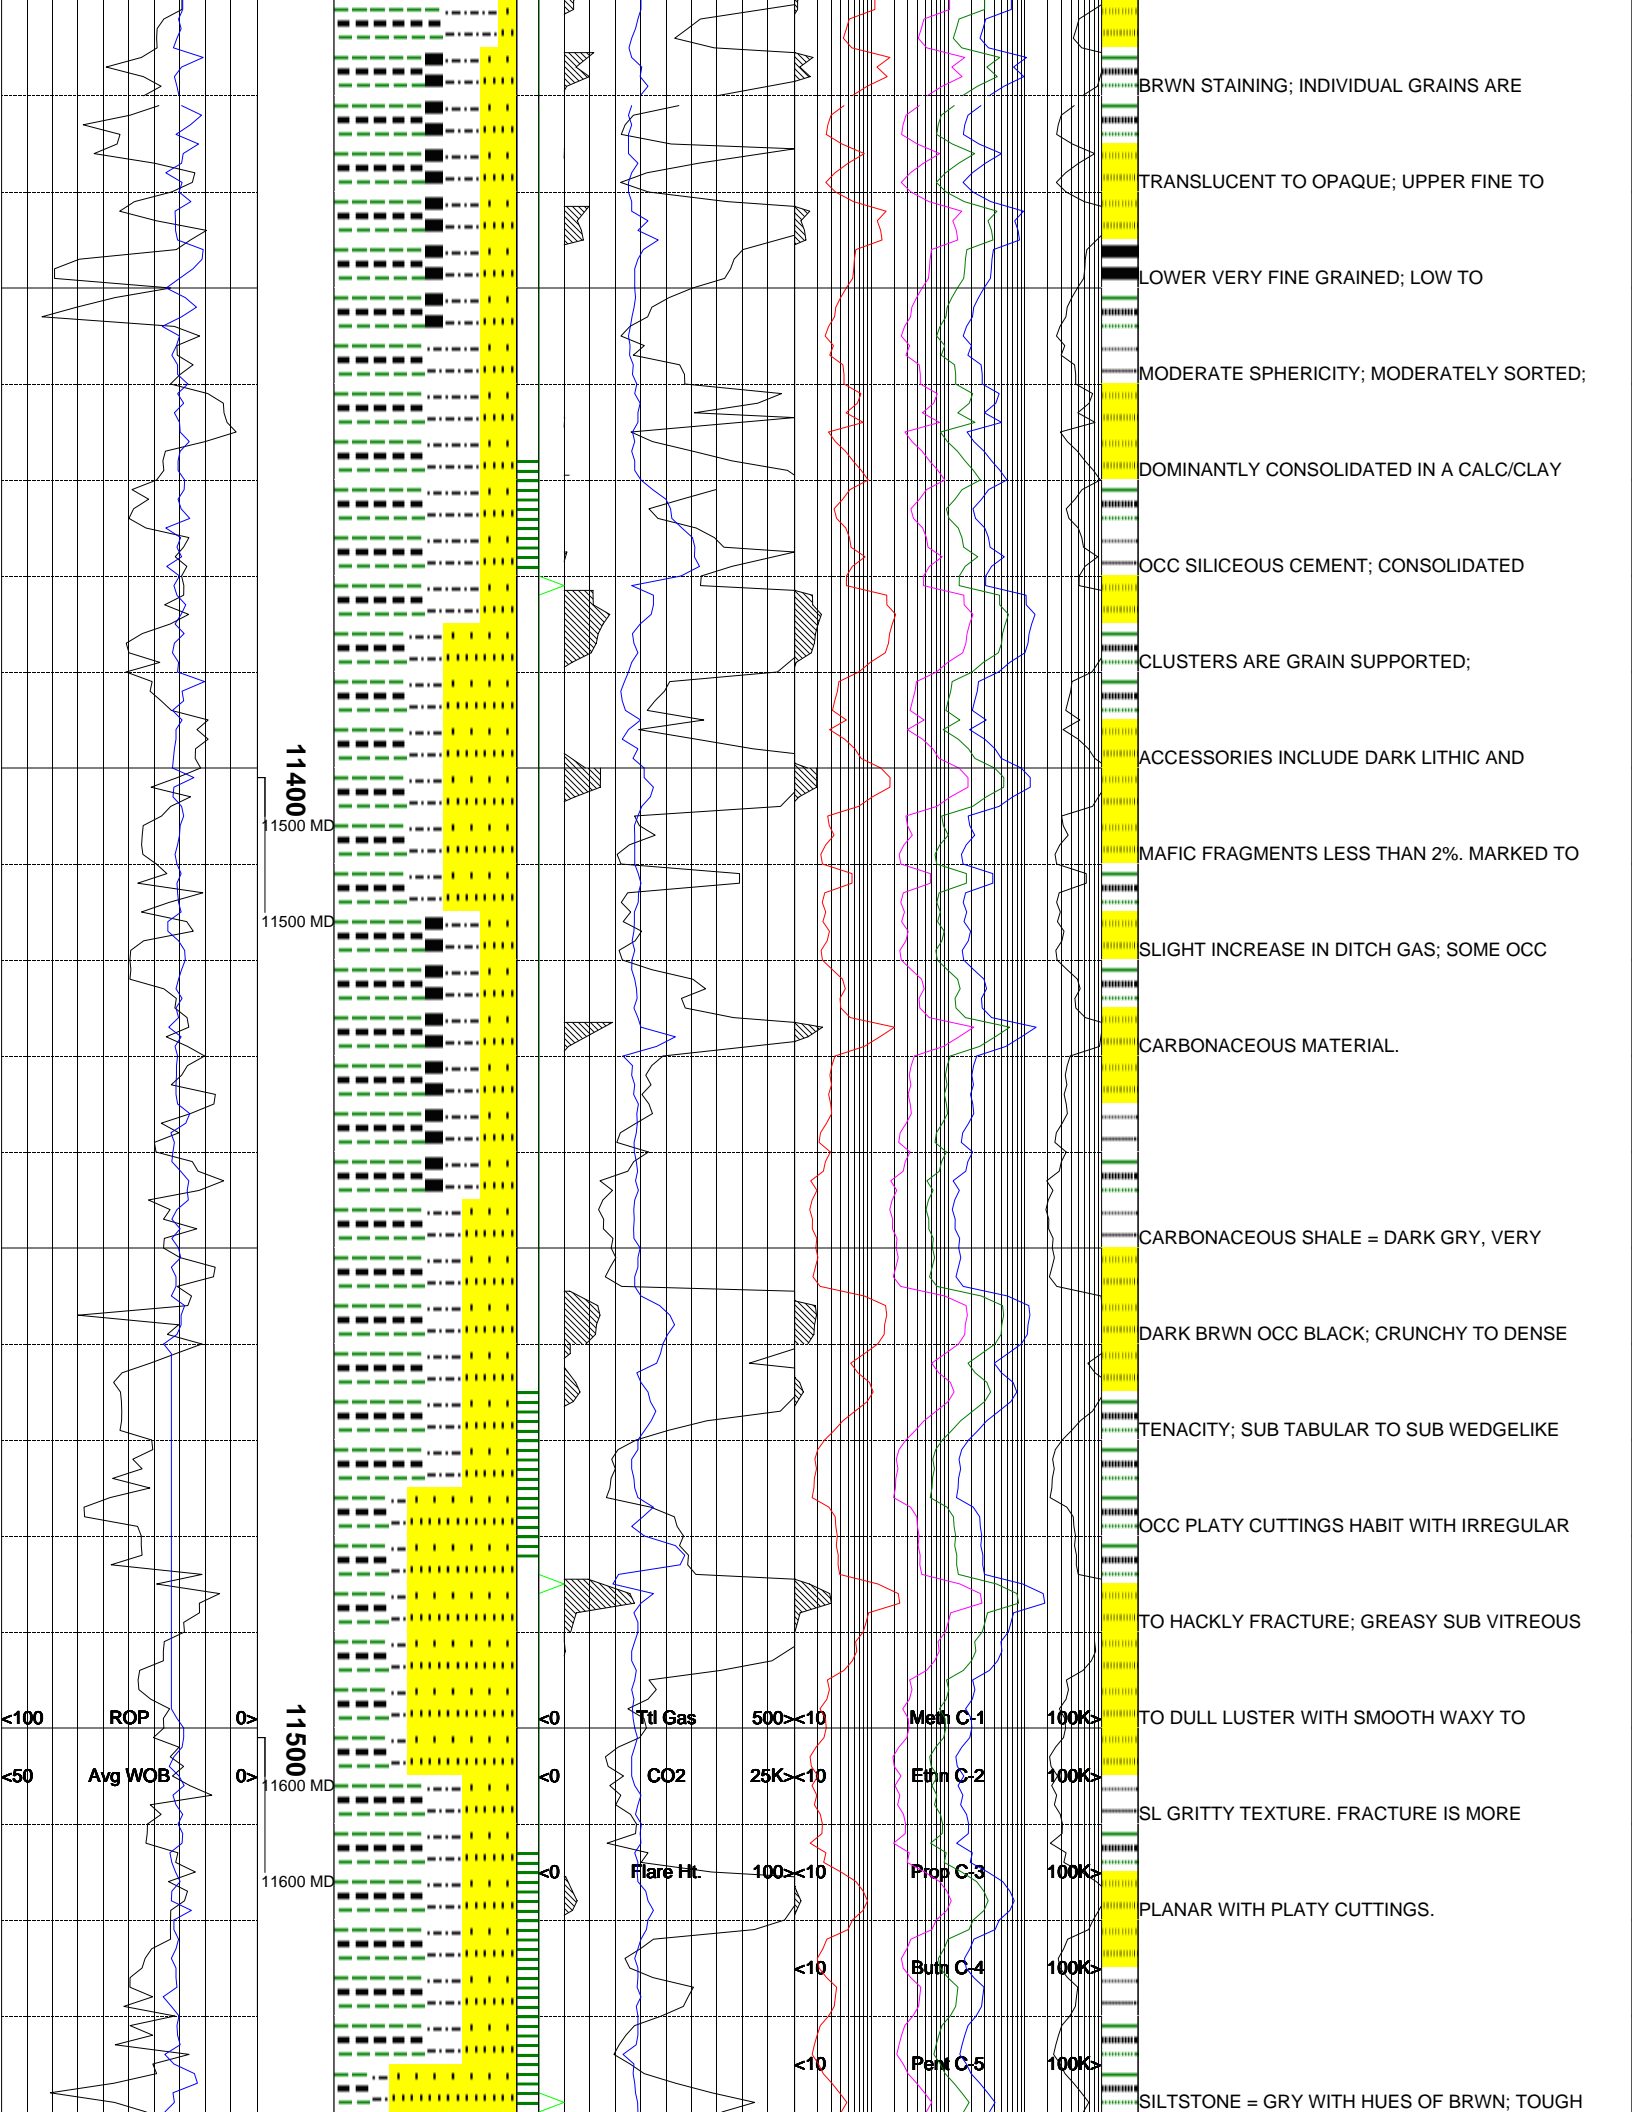 BRWN STAINING; INDIVIDUAL GRAINS ARE
TRANSLUCENT TO OPAQUE; UPPER FINE TO
LOWER VERY FINE GRAINED; LOW TO
MODERATE SPHERICITY; MODERATELY SORTED;
DOMINANTLY CONSOLIDATED IN A CALC/CLAY
OCC SILICEOUS CEMENT; CONSOLIDATED
CLUSTERS ARE GRAIN SUPPORTED;
11400
ACCESSORIES INCLUDE DARK LITHIC AND
11500 MD
MAFIC FRAGMENTS LESS THAN 2%. MARKED TO
11500 MD
SLIGHT INCREASE IN DITCH GAS; SOME OCC
CARBONACEOUS MATERIAL.
CARBONACEOUS SHALE = DARK GRY, VERY
DARK BRWN OCC BLACK; CRUNCHY TO DENSE
TENACITY; SUB TABULAR TO SUB WEDGELIKE
OCC PLATY CUTTINGS HABIT WITH IRREGULAR
TO HACKLY FRACTURE; GREASY SUB VITREOUS
<100 ROP 0> 11500 <0 Ttl Gas 500> <10 Meth C-1 100K> TO DULL LUSTER WITH SMOOTH WAXY TO
<50 Avg WOB 0> 11600 MD <0 CO2 25K> <10 Ethn C-2 100K>
SL GRITTY TEXTURE. FRACTURE IS MORE
11600 MD <0 Flare Ht. 100> <10 Prop C-3 100K>
PLANAR WITH PLATY CUTTINGS.
<10 Butn C-4 100K>
<10 Pent C-5 100K>
SILTSTONE = GRY WITH HUES OF BRWN; TOUGH